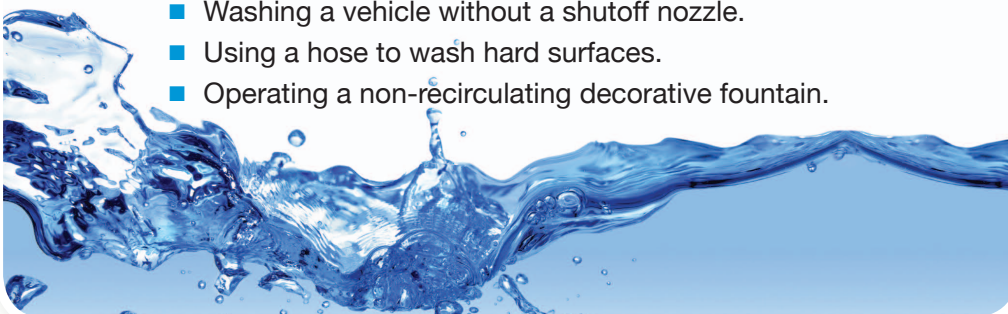 ■ Washing a vehicle without a shutoff nozzle.
■ Using a hose to wash hard surfaces.
■ Operating a non-recirculating decorative fountain.